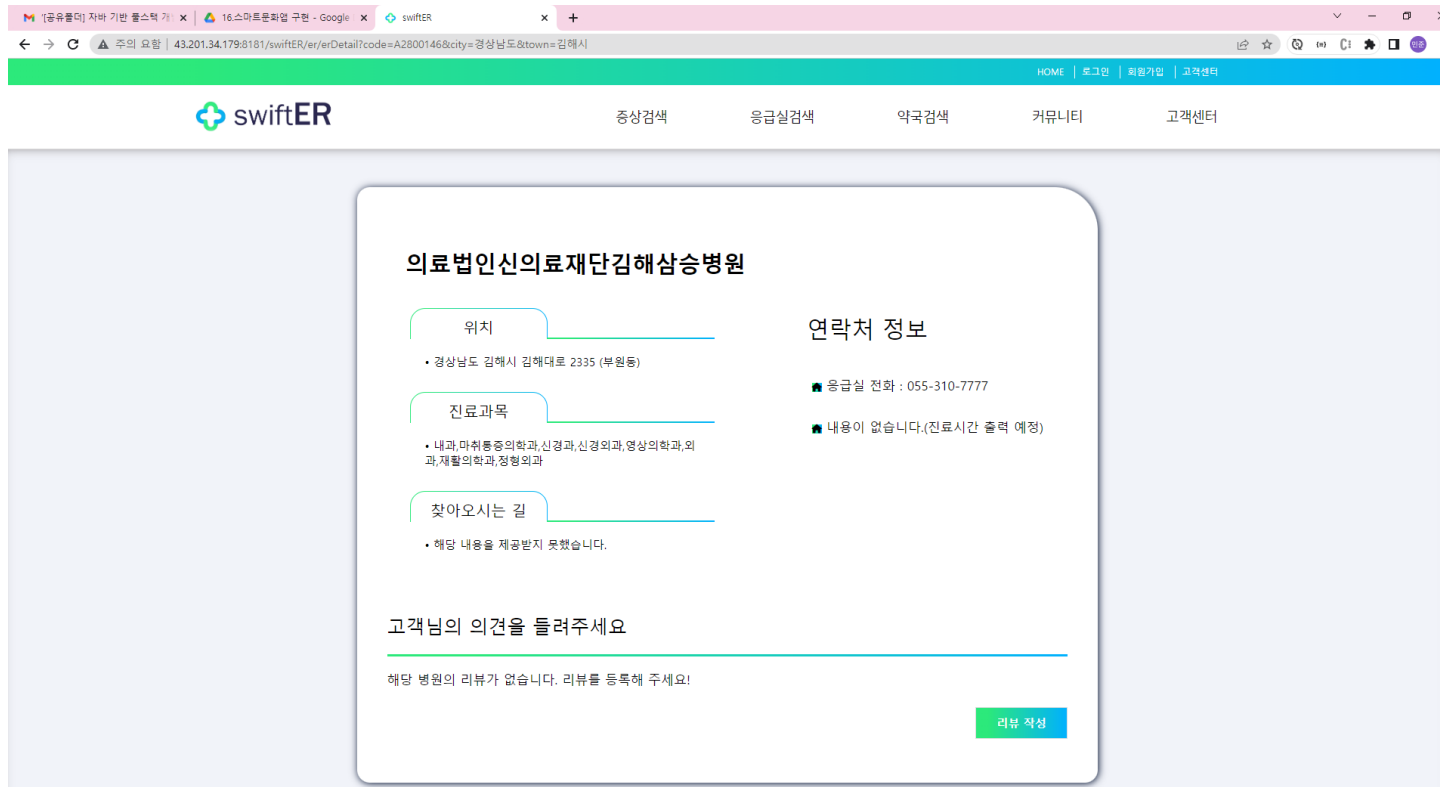 '[공유폴더] 자바 기반 풀스택 개
16.스마트문화앱 구현 - Google
swiftER
주의 요함 | 43.201.34.179:8181/swiftER/er/erDetail?code=A2800146&city=경상남도&town=김해시
민준
HOME | 로그인 | 회원가입 | 고객센터
swiftER
증상검색 응급실검색 약국검색 커뮤니티 고객센터
의료법인신의료재단김해삼승병원
위치
• 경상남도 김해시 김해대로 2335 (부원동)
진료과목
• 내과,마취통증의학과,신경과,신경외과,영상의학과,외
과,재활의학과,정형외과
찾아오시는 길
• 해당 내용을 제공받지 못했습니다.
연락처 정보
응급실 전화 : 055-310-7777
내용이 없습니다.(진료시간 출력 예정)
고객님의 의견을 들려주세요
해당 병원의 리뷰가 없습니다. 리뷰를 등록해 주세요!
리뷰 작성